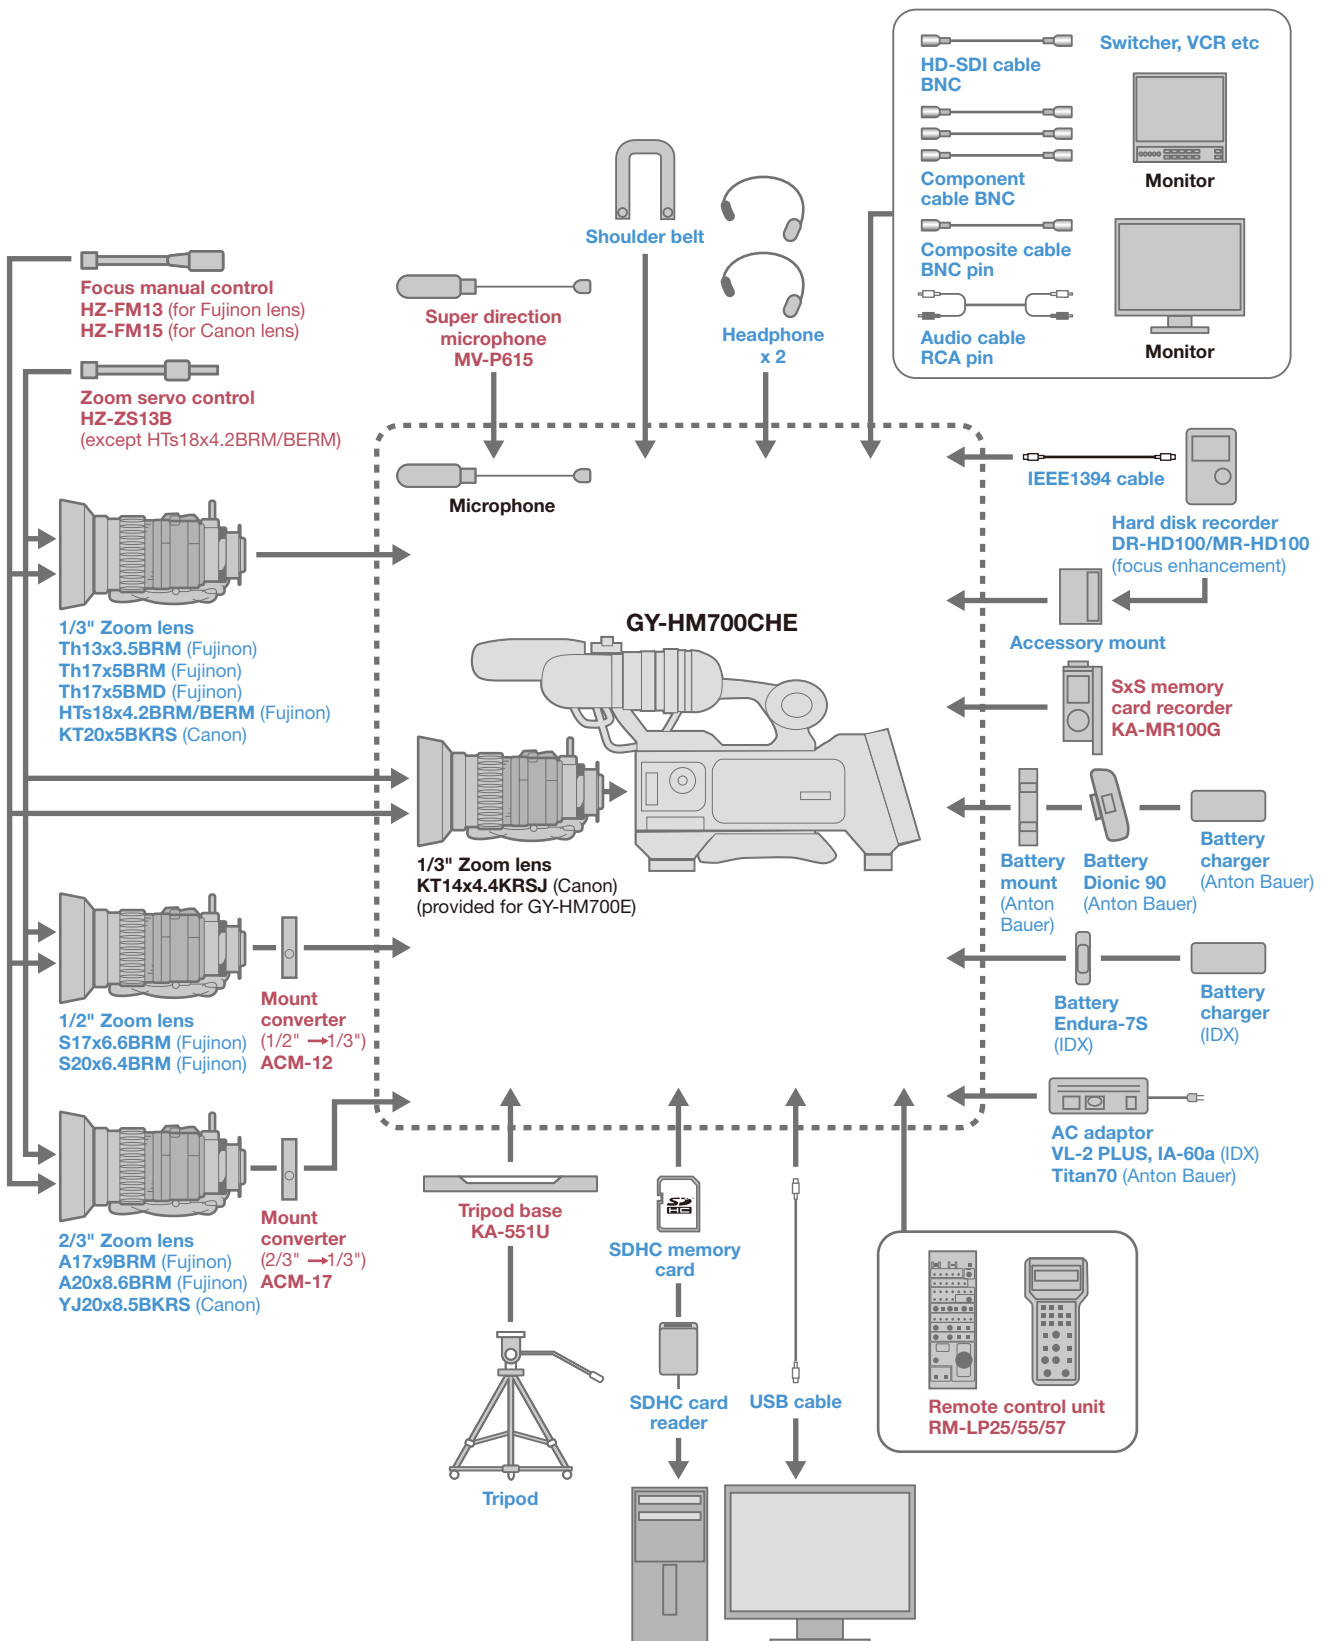 HD-SDI cable
BNC
Switcher, VCR etc
Component
cable BNC
Monitor
Composite cable
BNC pin
Audio cable
RCA pin
Monitor
Shoulder belt
Headphone
x 2
Focus manual control
HZ-FM13 (for Fujinon lens)
HZ-FM15 (for Canon lens)
Super direction
microphone
MV-P615
Zoom servo control
HZ-ZS13B
(except HTs18x4.2BRM/BERM)
Microphone
IEEE1394 cable
Hard disk recorder
DR-HD100/MR-HD100
(focus enhancement)
Accessory mount
1/3" Zoom lens
Th13x3.5BRM (Fujinon)
Th17x5BRM (Fujinon)
Th17x5BMD (Fujinon)
HTs18x4.2BRM/BERM (Fujinon)
KT20x5BKRS (Canon)
GY-HM700CHE
SxS memory
card recorder
KA-MR100G
1/3" Zoom lens
KT14x4.4KRSJ (Canon)
(provided for GY-HM700E)
Battery
mount
(Anton
Bauer)
Battery
Dionic 90
(Anton Bauer)
Battery
charger
(Anton Bauer)
1/2" Zoom lens
S17x6.6BRM (Fujinon)
S20x6.4BRM (Fujinon)
Mount
converter
(1/2" →1/3")
ACM-12
Battery
Endura-7S
(IDX)
Battery
charger
(IDX)
AC adaptor
VL-2 PLUS, IA-60a (IDX)
Titan70 (Anton Bauer)
2/3" Zoom lens
A17x9BRM (Fujinon)
A20x8.6BRM (Fujinon)
YJ20x8.5BKRS (Canon)
Mount
converter
(2/3" →1/3")
ACM-17
Tripod base
KA-551U
SD
HC
SDHC memory
card
SDHC card
reader
USB cable
Tripod
Remote control unit
RM-LP25/55/57